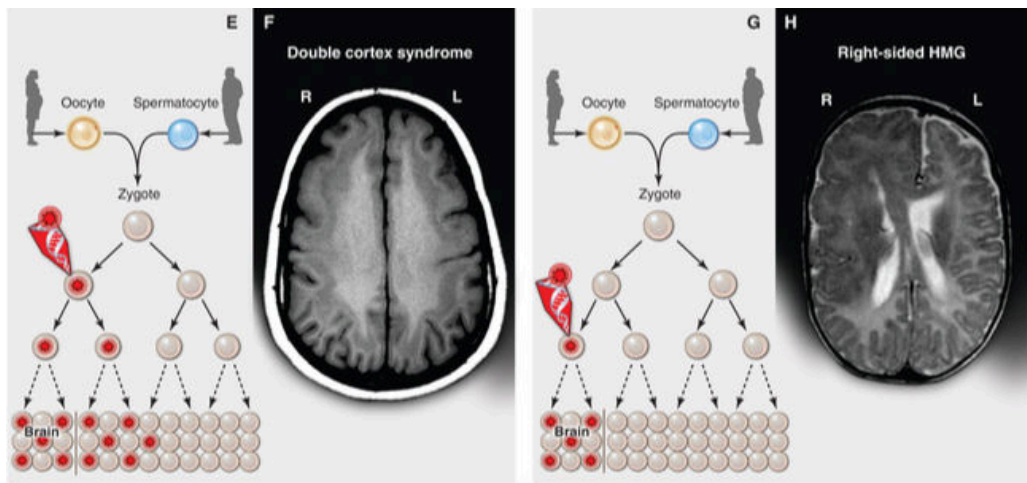 E
Oocyte Spermatocyte
Zygote
Brain
F
Double cortex syndrome
R L
G
Oocyte Spermatocyte
Zygote
Brain
H
Right-sided HMG
R L